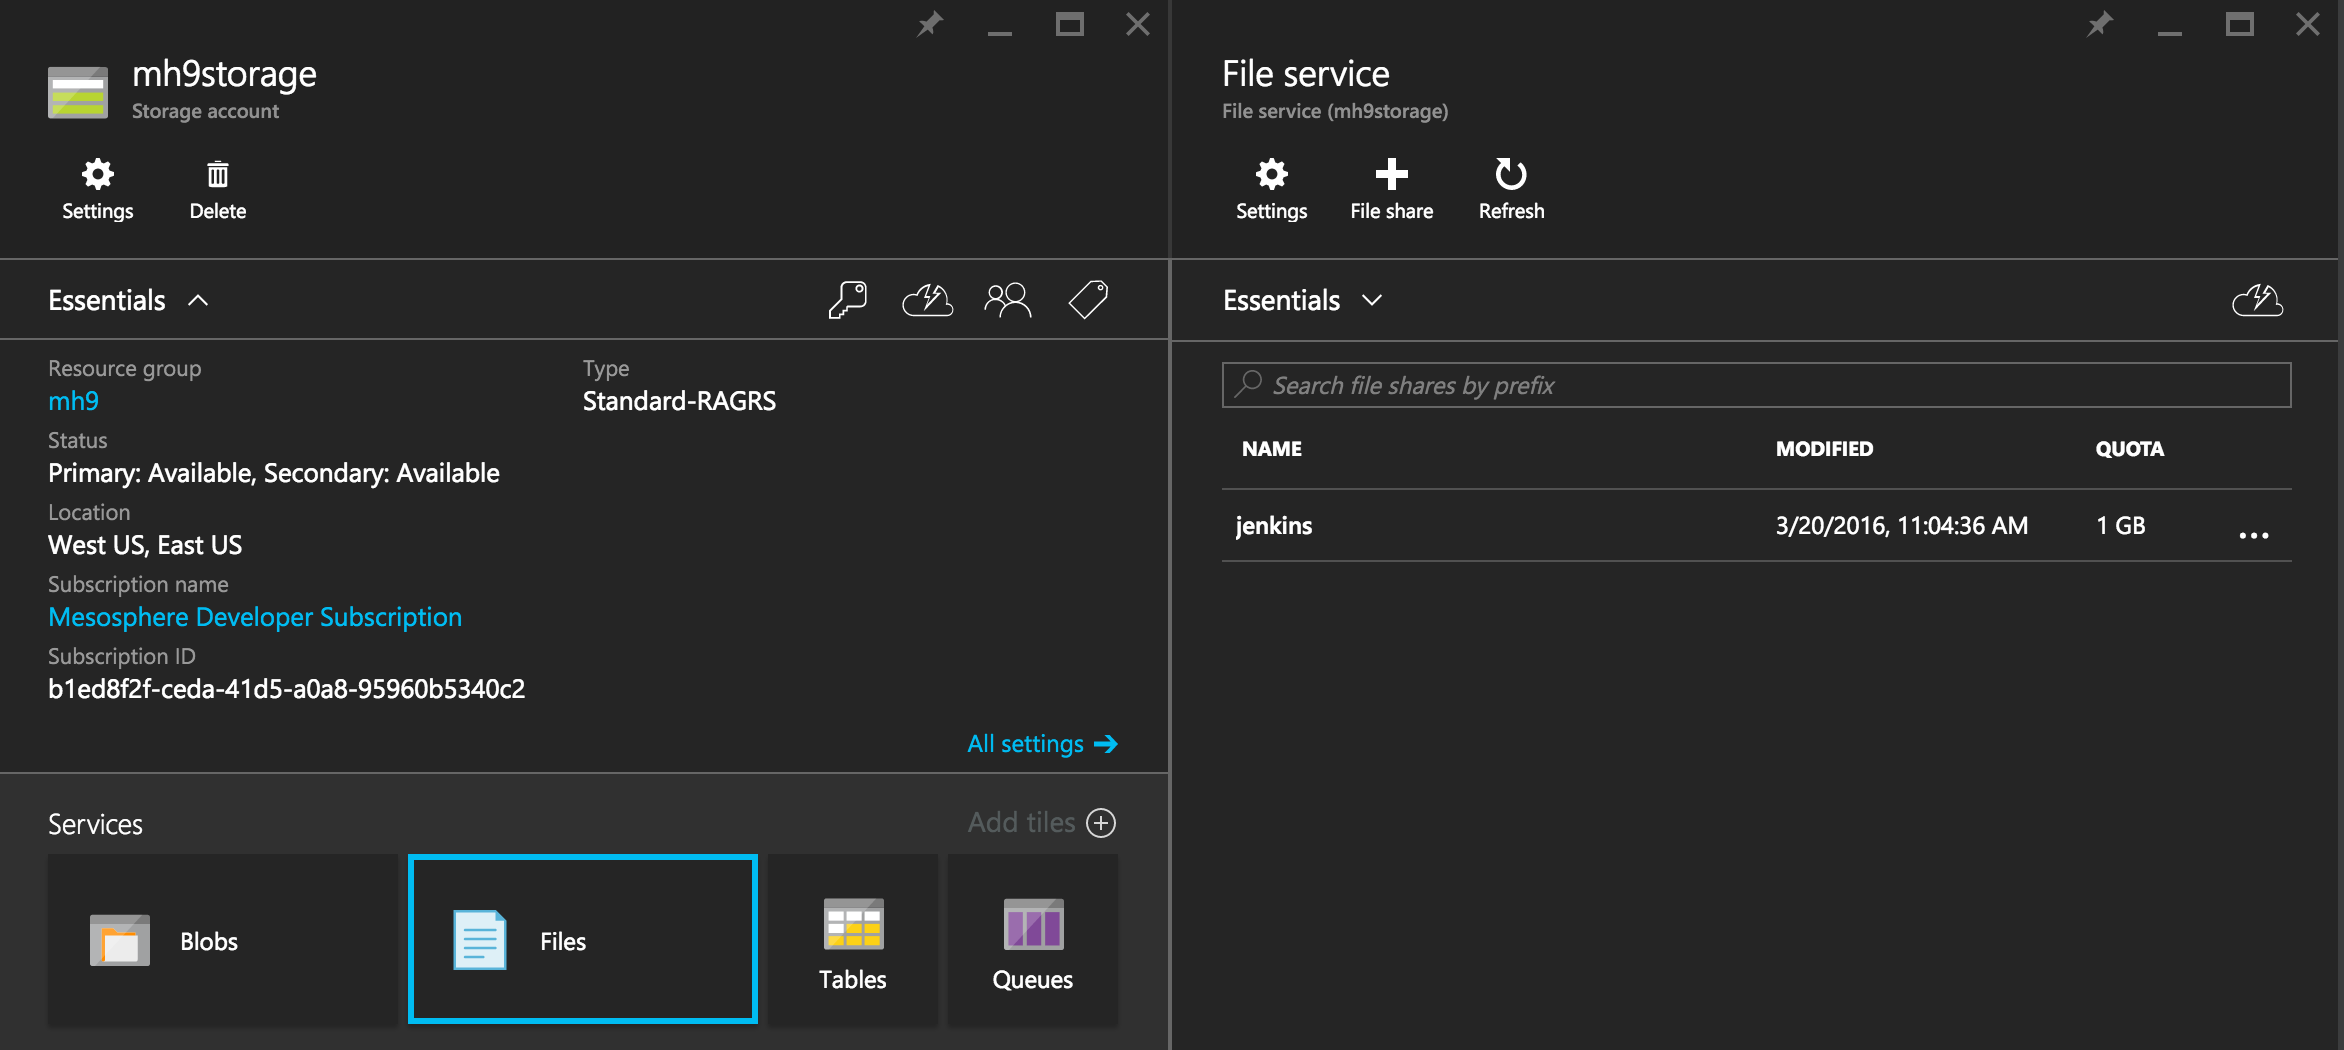 mh9storage
Storage account
Settings
Delete
Essentials
Resource group
mh9
Type
Standard-RAGRS
Status
Primary: Available, Secondary: Available
Location
West US, East US
Subscription name
Mesosphere Developer Subscription
Subscription ID
b1ed8f2f-ceda-41d5-a0a8-95960b5340c2
All settings
Services
Add tiles
Blobs
Files
Tables
Queues
File service
File service (mh9storage)
Settings
File share
Refresh
Essentials
Search file shares by prefix
NAME MODIFIED QUOTA
jenkins 3/20/2016, 11:04:36 AM 1 GB ...